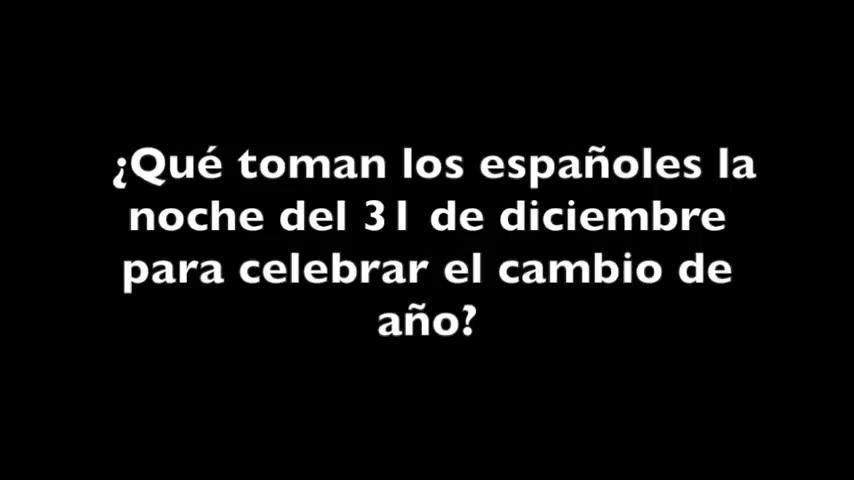 ¿Qué toman los españoles la
noche del 31 de diciembre
para celebrar el cambio de
año?